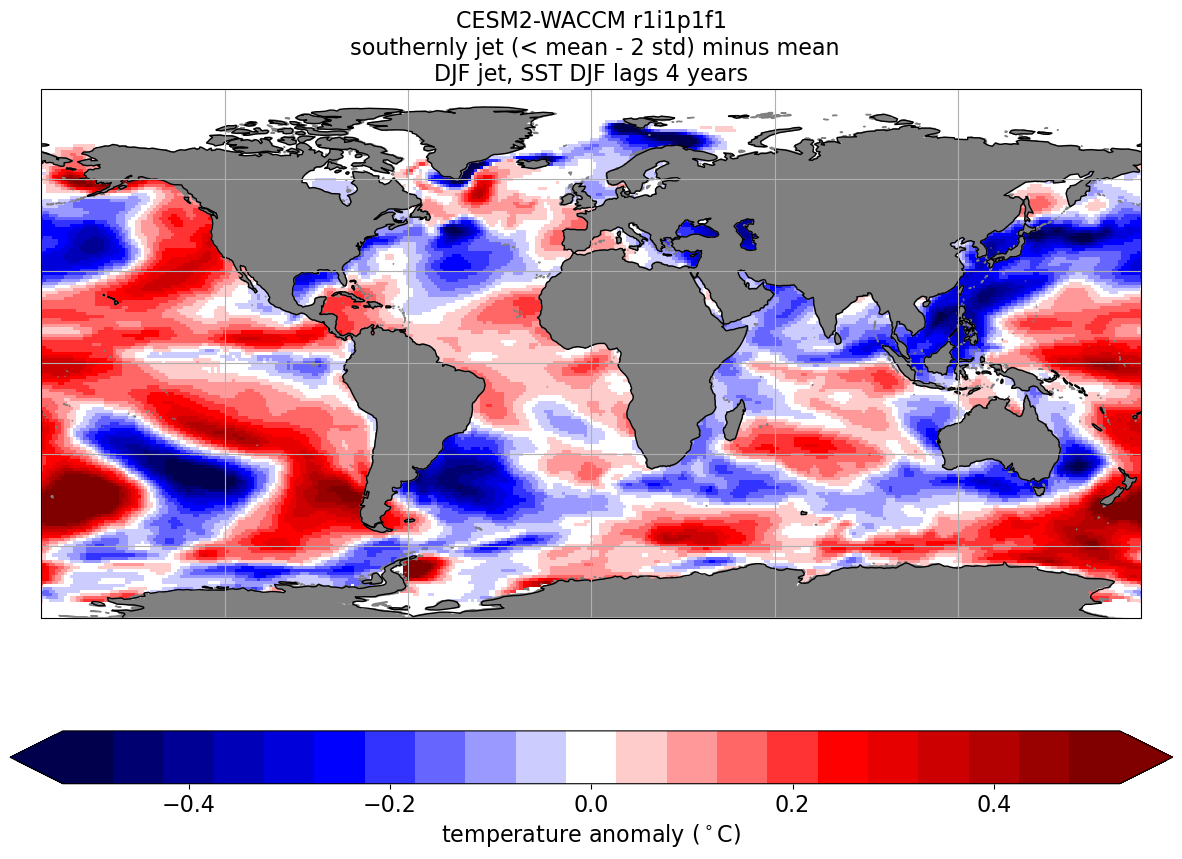 CESM2-WACCM r1i1p1f1
southernly jet (< mean - 2 std) minus mean
DJF jet, SST DJF lags 4 years
−0.4 −0.2 0.0 0.2 0.4
temperature anomaly (°C)